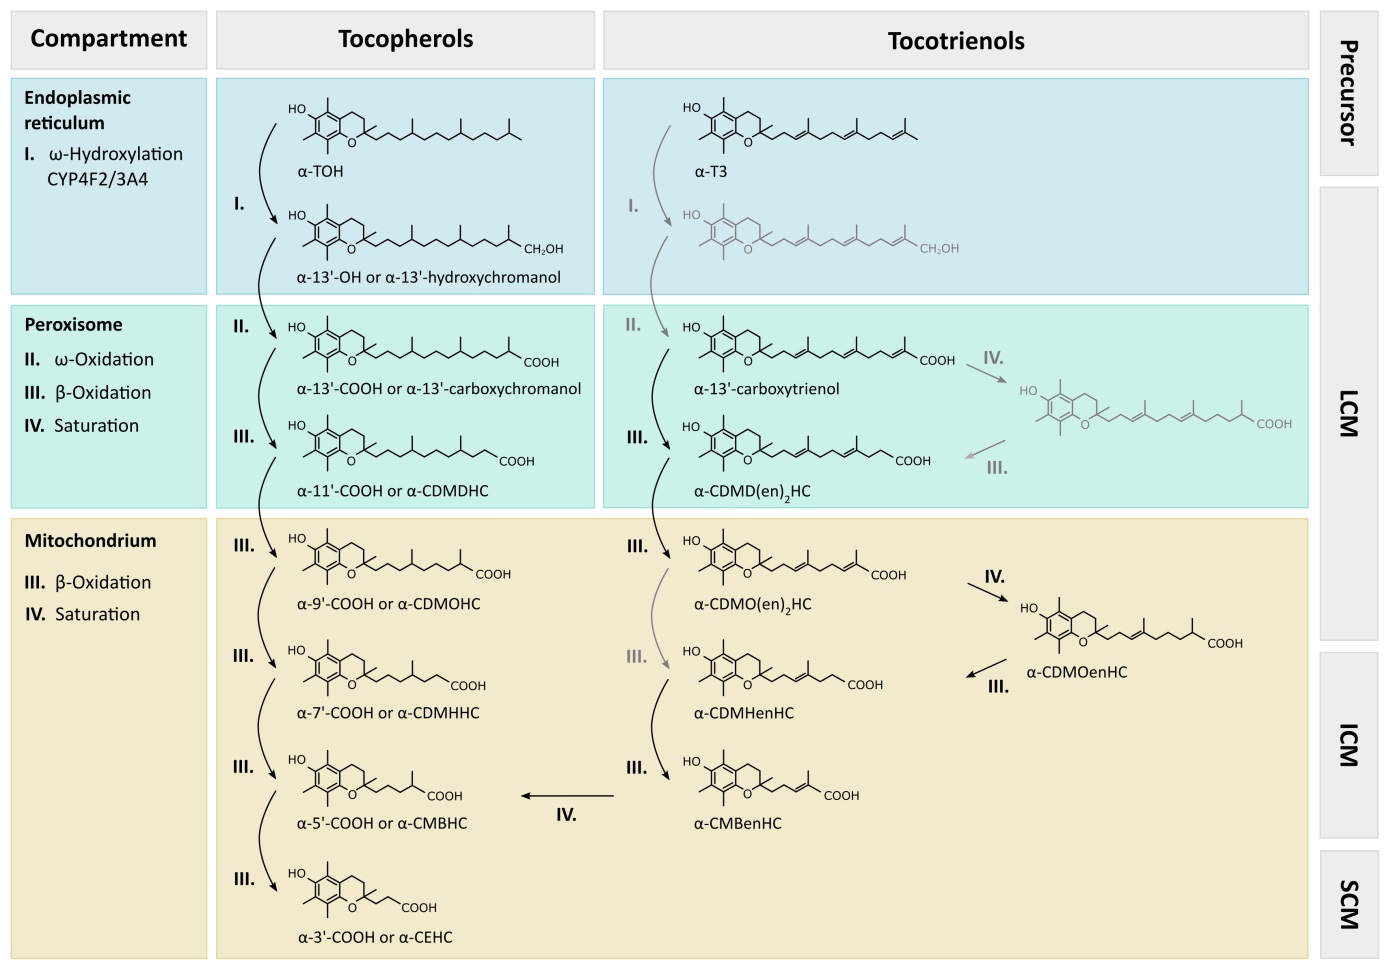 Compartment
Tocopherols
Tocotrienols
Precursor
Endoplasmic
reticulum
I. ω-Hydroxylation
CYP4F2/3A4
HO
O
α-TOH
HO
O
α-T3
I.
HO
O
CH₂OH
α-13'-OH or α-13'-hydroxychromanol
I.
HO
O
CH₂OH
LCM
Peroxisome
II. ω-Oxidation
III. β-Oxidation
IV. Saturation
II.
HO
O
COOH
α-13'-COOH or α-13'-carboxychromanol
II.
HO
O
COOH
α-13'-carboxytrienol
IV.
HO
O
COOH
III.
III.
HO
O
COOH
α-11'-COOH or α-CDMDHC
III.
HO
O
COOH
α-CDMD(en)₂HC
Mitochondrium
III. β-Oxidation
IV. Saturation
III.
HO
O
COOH
α-9'-COOH or α-CDMOHC
III.
HO
O
COOH
α-CDMO(en)₂HC
IV.
HO
O
COOH
α-CDMOenHC
III.
III.
HO
O
COOH
α-7'-COOH or α-CDMHHC
III.
HO
O
COOH
α-CDMHenHC
ICM
III.
HO
O
COOH
α-5'-COOH or α-CMBHC
IV.
III.
HO
O
COOH
α-CMBenHC
III.
HO
O
COOH
α-3'-COOH or α-CEHC
SCM